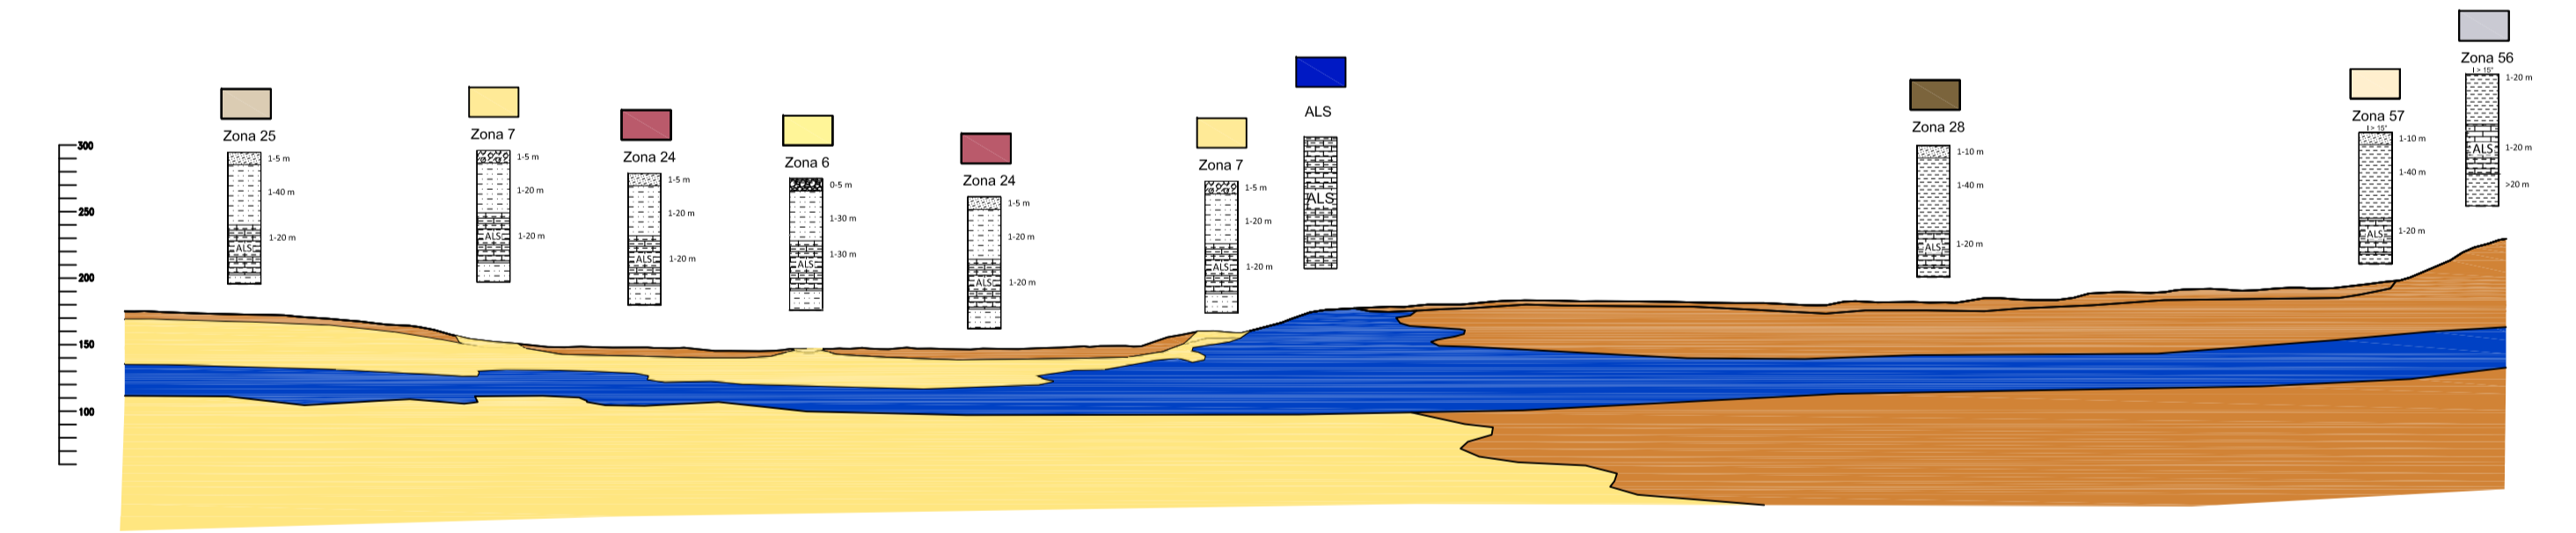 300
250
200
150
100
Zona 25
1-5 m
1-40 m
ALS
1-20 m
Zona 7
1-5 m
1-20 m
ALS
1-20 m
Zona 24
1-5 m
1-20 m
ALS
1-20 m
Zona 6
0-5 m
1-30 m
ALS
1-30 m
Zona 24
1-5 m
1-20 m
ALS
1-20 m
Zona 7
1-5 m
1-20 m
ALS
1-20 m
ALS
ALS
Zona 28
1-10 m
1-40 m
ALS
1-20 m
Zona 57
I > 15°
1-10 m
1-40 m
ALS
1-20 m
Zona 56
I > 15°
1-20 m
ALS
1-20 m
>20 m